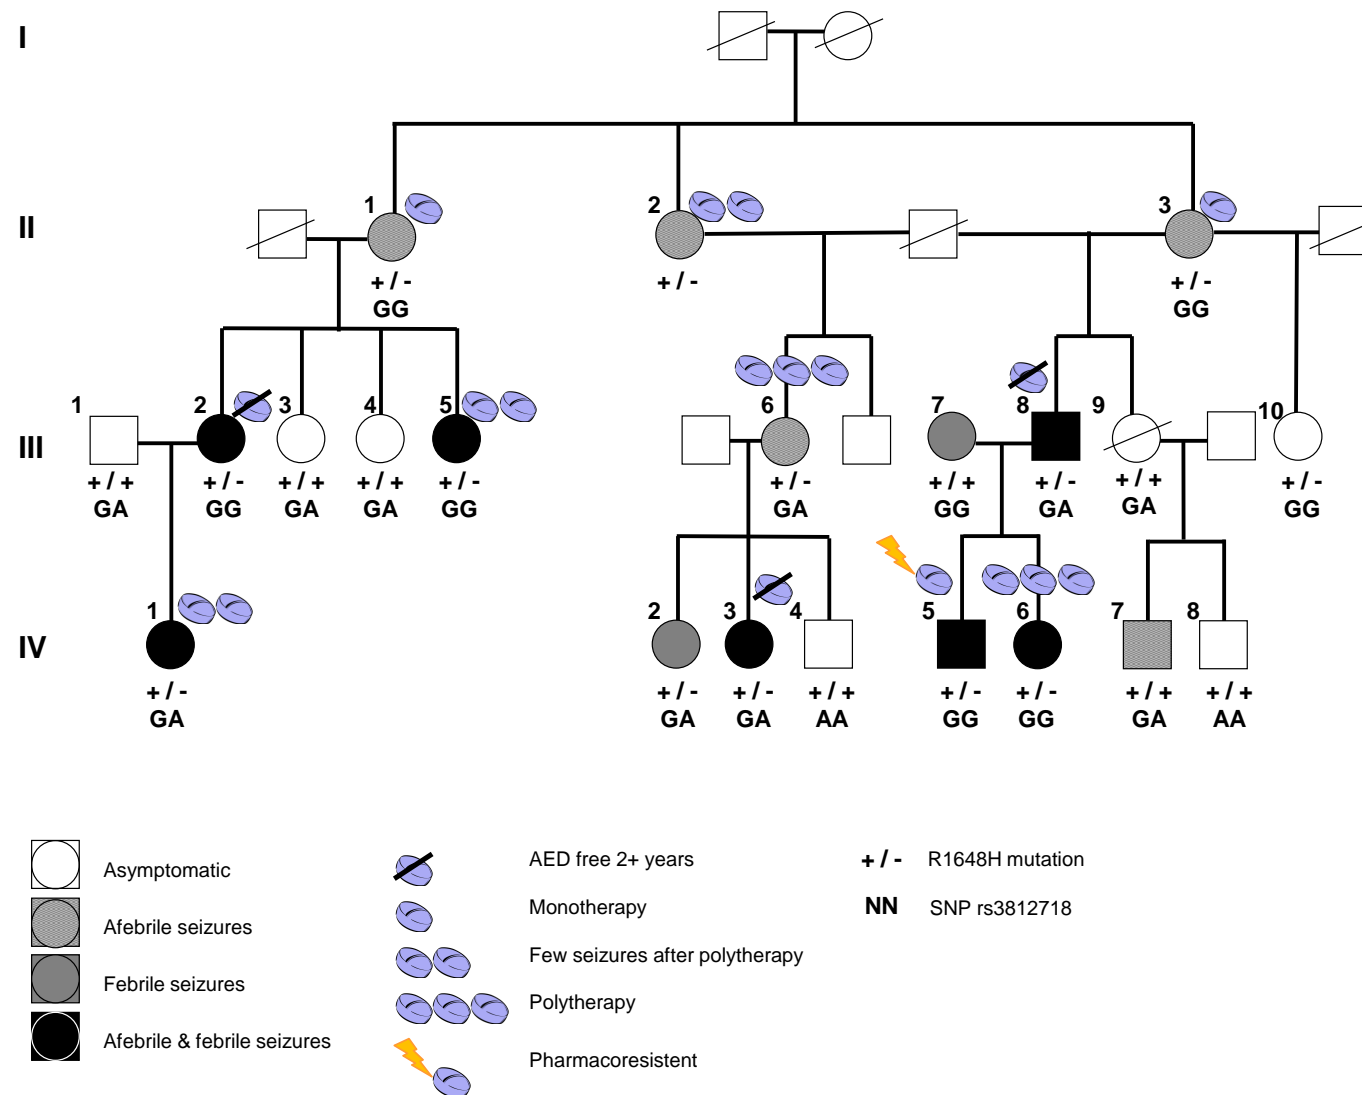 I
II
1
2
3
+ / -
GG
+ / -
+ / -
GG
III
1
2
3
4
5
6
7
8
9
10
+ / +
GA
+ / -
GG
+ / +
GA
+ / +
GA
+ / -
GG
+ / -
GA
+ / +
GG
+ / -
GA
+ / +
GA
+ / -
GG
IV
1
2
3
4
5
6
7
8
+ / -
GA
+ / -
GA
+ / -
GA
+ / +
AA
+ / -
GG
+ / -
GG
+ / +
GA
+ / +
AA
Asymptomatic
Afebrile seizures
Febrile seizures
Afebrile & febrile seizures
AED free 2+ years
Monotherapy
Few seizures after polytherapy
Polytherapy
Pharmacoresistent
+ / - R1648H mutation
NN SNP rs3812718